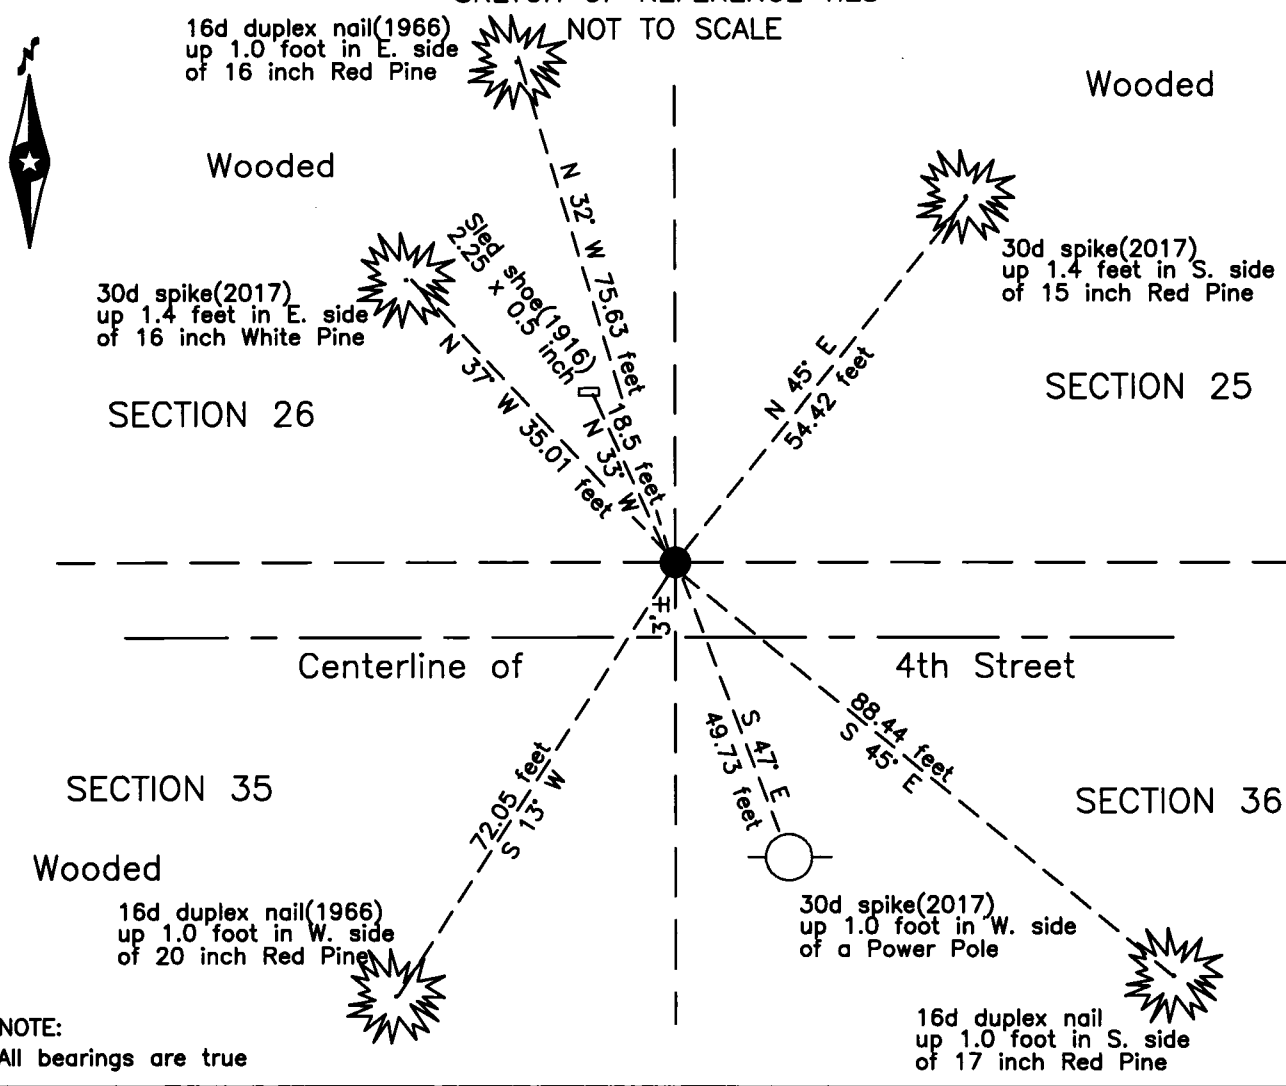 SKETCH OF REFERENCE TIES
NOT TO SCALE
16d duplex nail(1966)
up 1.0 foot in E. side
of 16 inch Red Pine
N
Wooded
Wooded
N 32° W 75.63 feet
Sled shoe(1916)
2.25 x 0.5 inch
18.5 feet
N 33° W
30d spike(2017)
up 1.4 feet in E. side
of 16 inch White Pine
N 37° W 35.01 feet
30d spike(2017)
up 1.4 feet in S. side
of 15 inch Red Pine
N 45° E
54.42 feet
SECTION 26
SECTION 25
3' ±
Centerline of
4th Street
72.05 feet
S 13° W
S 47° E
49.73 feet
88.44 feet
S 45° E
SECTION 35
SECTION 36
Wooded
16d duplex nail(1966)
up 1.0 foot in W. side
of 20 inch Red Pine
30d spike(2017)
up 1.0 foot in W. side
of a Power Pole
16d duplex nail
up 1.0 foot in S. side
of 17 inch Red Pine
NOTE:
All bearings are true